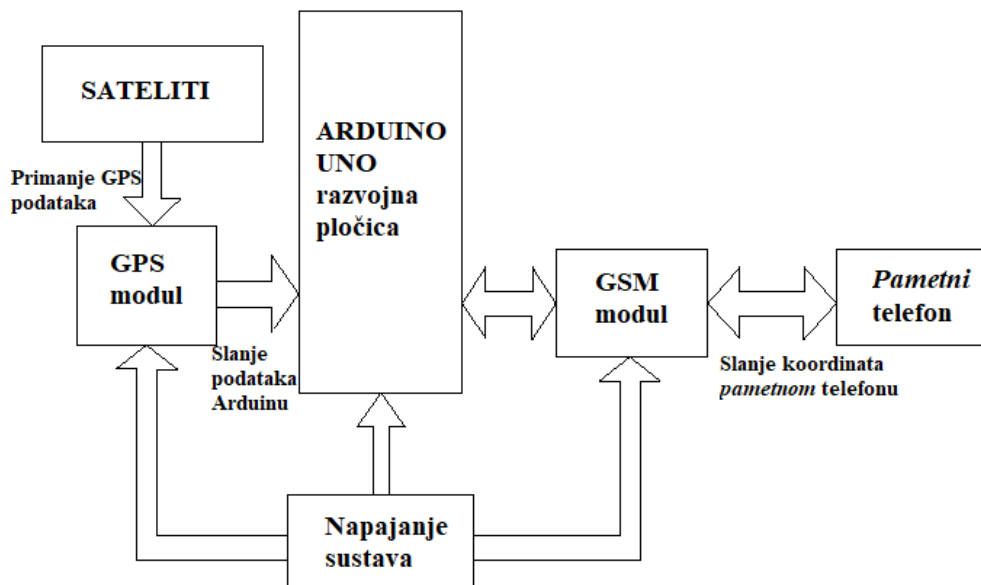 SATELITI
Primanje GPS
podataka
GPS
modul
Slanje
podataka
Arduinu
ARDUINO
UNO
razvojna
pločica
GSM
modul
Pametni
telefon
Slanje koordinata
pametnom telefonu
Napajanje
sustava